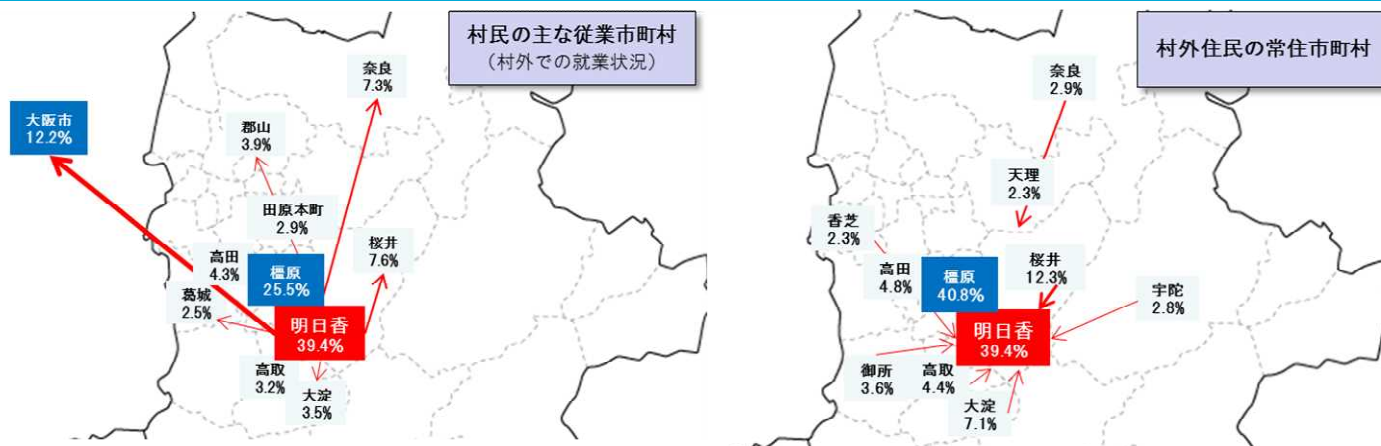 村民の主な従業市町村
（村外での就業状況）
奈良
7.3%
大阪市
12.2%
郡山
3.9%
田原本町
2.9%
桜井
7.6%
高田
4.3%
橿原
25.5%
葛城
2.5%
明日香
39.4%
高取
3.2%
大淀
3.5%
村外住民の常住市町村
奈良
2.9%
天理
2.3%
香芝
2.3%
高田
4.8%
橿原
40.8%
桜井
12.3%
宇陀
2.8%
明日香
39.4%
御所
3.6%
高取
4.4%
大淀
7.1%